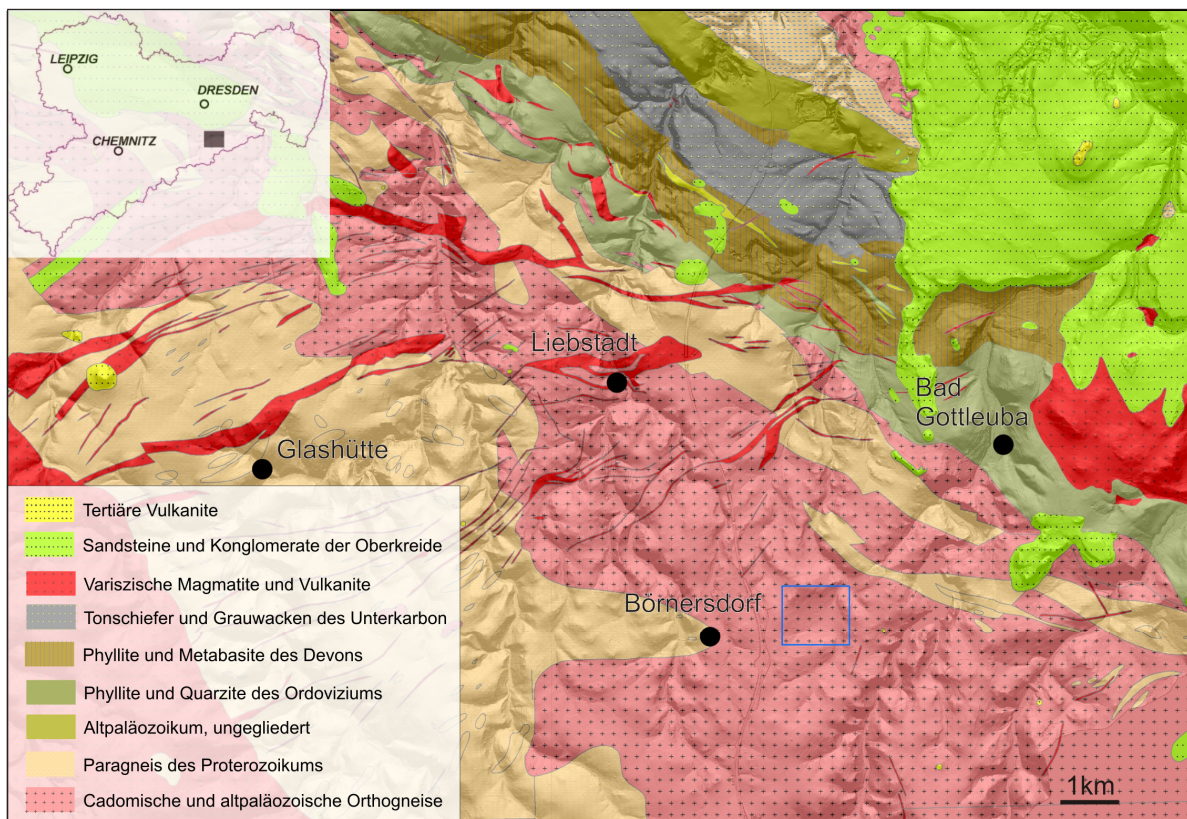 LEIPZIG
DRESDEN
CHEMNITZ
Liebstadt
Bad
Gottleuba
Glashütte
Börnersdorf
Tertiäre Vulkanite
Sandsteine und Konglomerate der Oberkreide
Variszische Magmatite und Vulkanite
Tonschiefer und Grauwacken des Unterkarbon
Phyllite und Metabasite des Devons
Phyllite und Quarzite des Ordoviziums
Altpaläozoikum, ungegliedert
Paragneis des Proterozoikums
Cadomische und altpaläozoische Orthogneise
1km